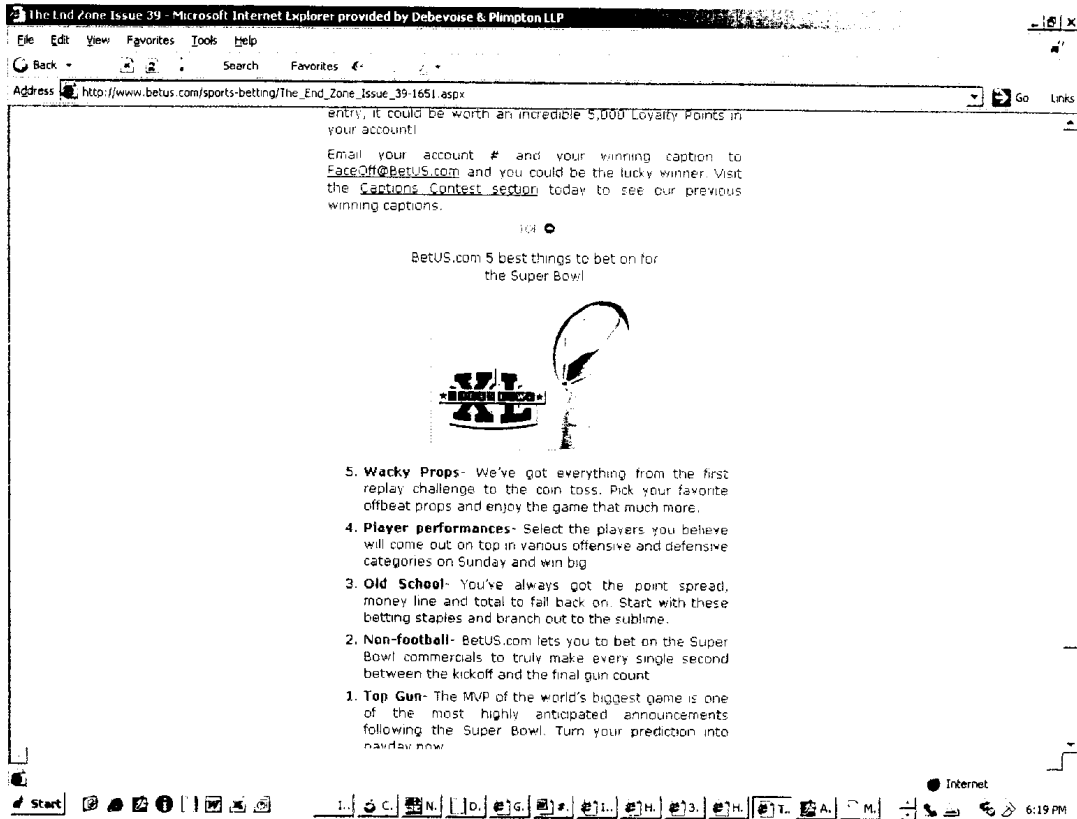 The End Zone Issue 39 - Microsoft Internet Explorer provided by Debevoise & Plimpton LLP
File Edit View Favorites Tools Help
Back Search Favorites
Address http://www.betus.com/sports-betting/The_End_Zone_Issue_39-1651.aspx Go Links
entry, it could be worth an incredible 5,000 Loyalty Points in
your account!
Email your account # and your winning caption to
FaceOff@BetUS.com and you could be the lucky winner. Visit
the Captions Contest section today to see our previous
winning captions.
BetUS.com 5 best things to bet on for
the Super Bowl
XL
5. Wacky Props- We've got everything from the first
replay challenge to the coin toss. Pick your favorite
offbeat props and enjoy the game that much more.
4. Player performances- Select the players you believe
will come out on top in various offensive and defensive
categories on Sunday and win big
3. Old School- You've always got the point spread,
money line and total to fall back on. Start with these
betting staples and branch out to the sublime.
2. Non-football- BetUS.com lets you to bet on the Super
Bowl commercials to truly make every single second
between the kickoff and the final gun count
1. Top Gun- The MVP of the world's biggest game is one
of the most highly anticipated announcements
following the Super Bowl. Turn your prediction into
payday now
Internet
Start 1.. C. N. D. G. #. I.. H. 3. H. T. A. M. 6:19 PM